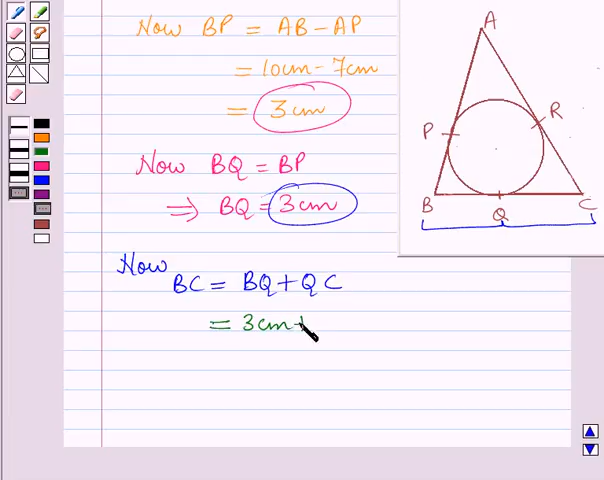 Now BP = AB - AP
= 10cm - 7cm
= 3cm
Now BQ = BP
⇒ BQ = 3cm
Now
BC = BQ + QC
= 3cm +
A
P
R
B
Q
C